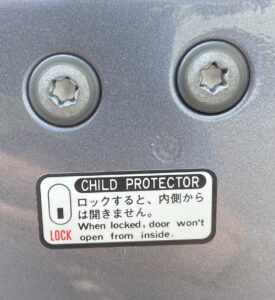 CHILD PROTECTOR
ロックすると、内側から
は開きません。
When locked, door won't
open from inside.
LOCK